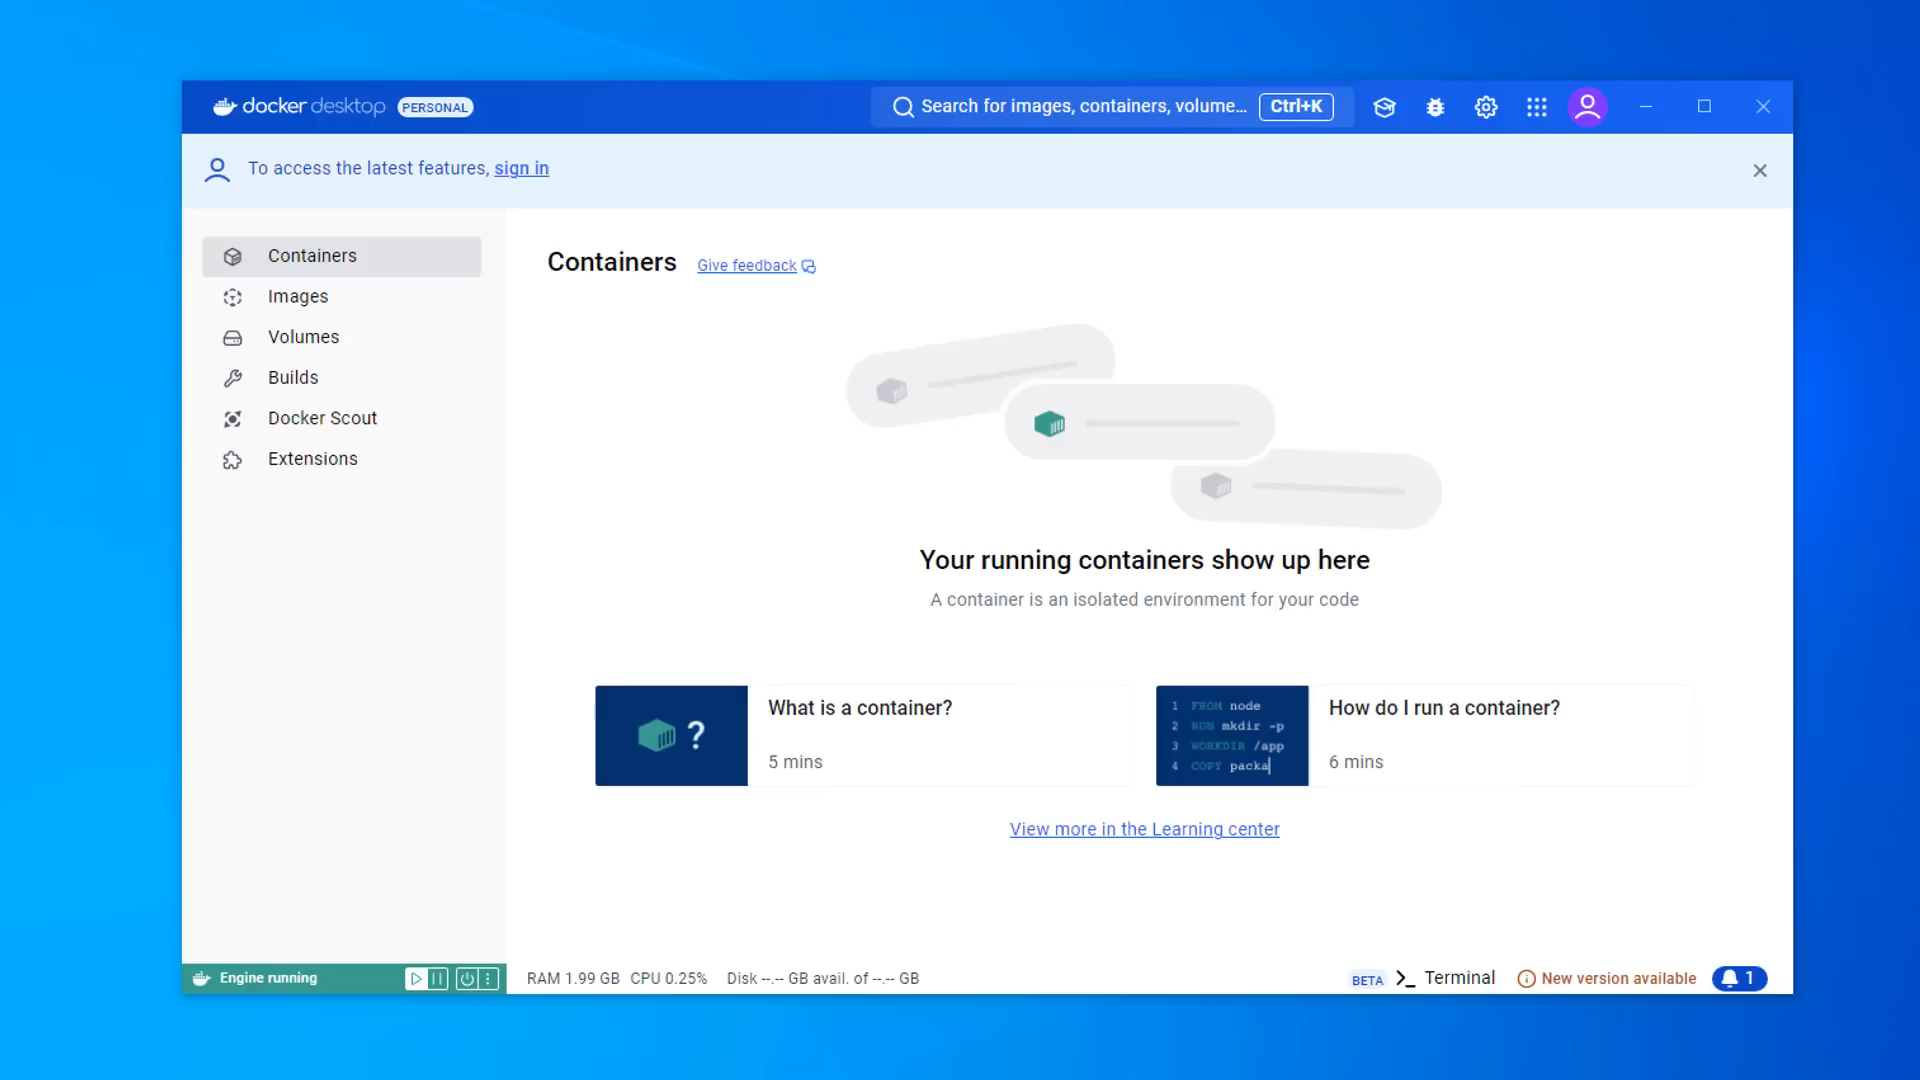 docker desktop PERSONAL
Search for images, containers, volume... Ctrl+K
To access the latest features, sign in
Containers
Images
Volumes
Builds
Docker Scout
Extensions
Containers Give feedback
Your running containers show up here
A container is an isolated environment for your code
?
What is a container?
5 mins
1 FROM node
2 RUN mkdir -p
3 WORKDIR /app
4 COPY packa
How do I run a container?
6 mins
View more in the Learning center
Engine running
RAM 1.99 GB CPU 0.25% Disk --.-- GB avail. of --.-- GB
BETA >_ Terminal
New version available
1